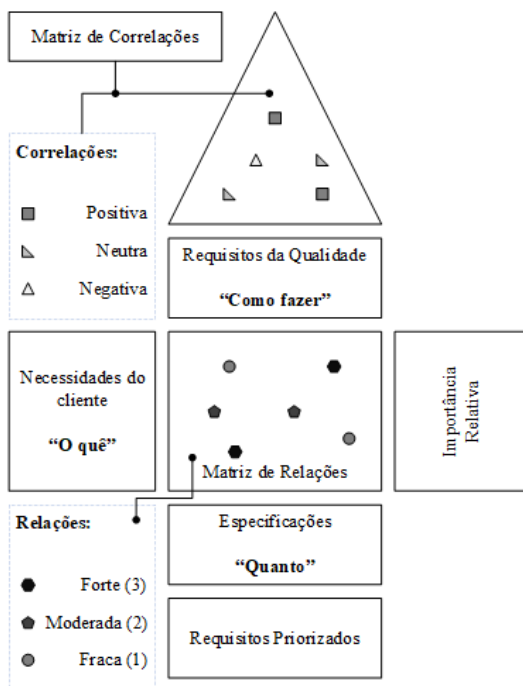 Matriz de Correlações
Correlações:
Positiva
Neutra
Negativa
Requisitos da Qualidade
“Como fazer”
Necessidades do
cliente
“O quê”
Matriz de Relações
Importância
Relativa
Relações:
Forte (3)
Moderada (2)
Fraca (1)
Especificações
“Quanto”
Requisitos Priorizados